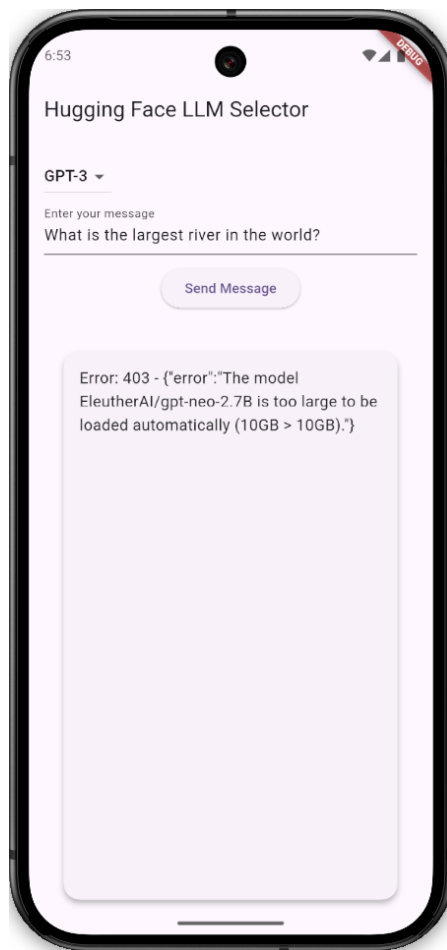 6:53
DEBUG
Hugging Face LLM Selector
GPT-3
Enter your message
What is the largest river in the world?
Send Message
Error: 403 - {"error":"The model
EleutherAI/gpt-neo-2.7B is too large to be
loaded automatically (10GB > 10GB)."}